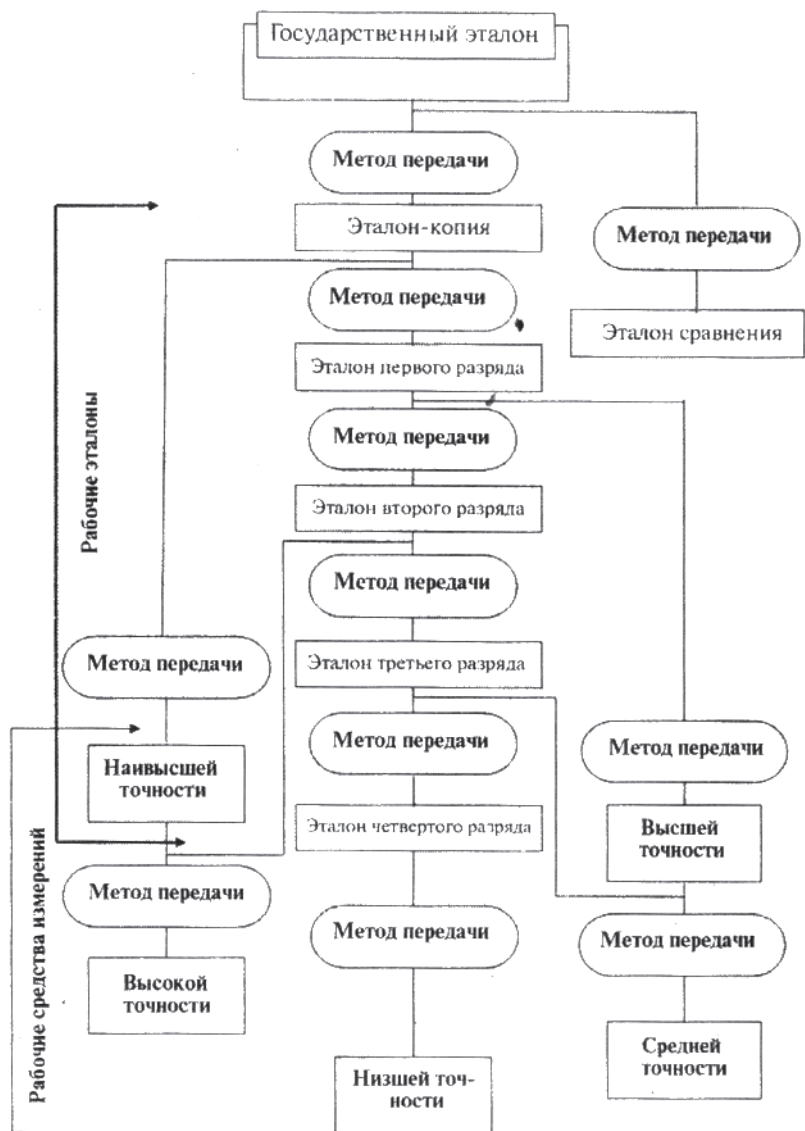 Государственный эталон
Метод передачи
Эталон-копия
Метод передачи
Метод передачи
Эталон сравнения
Эталон первого разряда
Метод передачи
Рабочие эталоны
Эталон второго разряда
Метод передачи
Метод передачи
Эталон третьего разряда
Метод передачи
Метод передачи
Наивысшей
точности
Эталон четвертого разряда
Высшей
точности
Рабочие средства измерений
Метод передачи
Метод передачи
Метод передачи
Высокой
точности
Низшей точ-
ности
Средней
точности